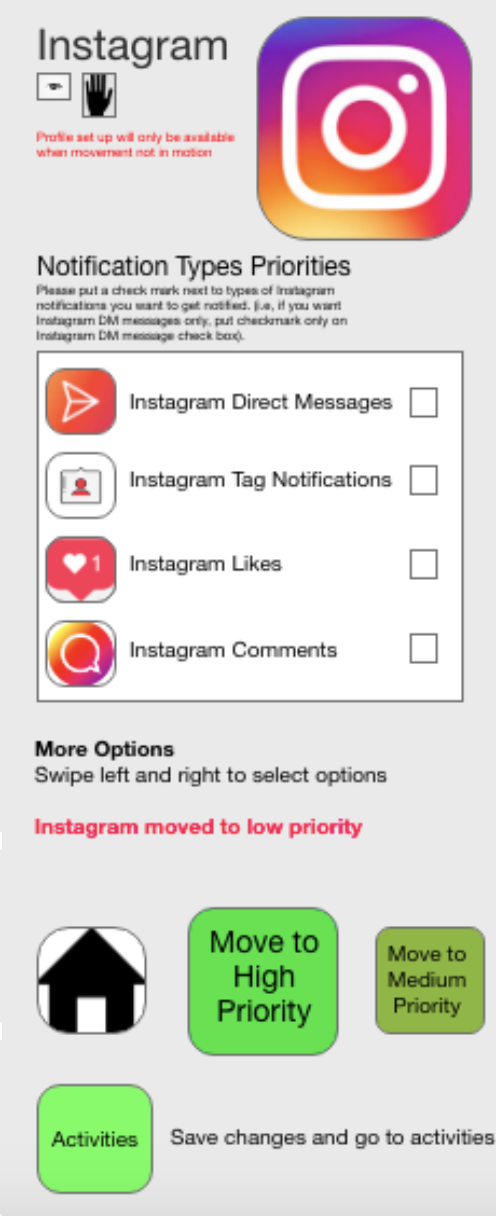 Instagram
Profile set up will only be available
when movement not in motion
Notification Types Priorities
Please put a check mark next to types of Instagram
notifications you want to get notified. (i.e, if you want
Instagram DM messages only, put checkmark only on
Instagram DM message check box).
Instagram Direct Messages
Instagram Tag Notifications
1
Instagram Likes
Instagram Comments
More Options
Swipe left and right to select options
Instagram moved to low priority
Move to
High
Priority
Move to
Medium
Priority
Activities
Save changes and go to activities